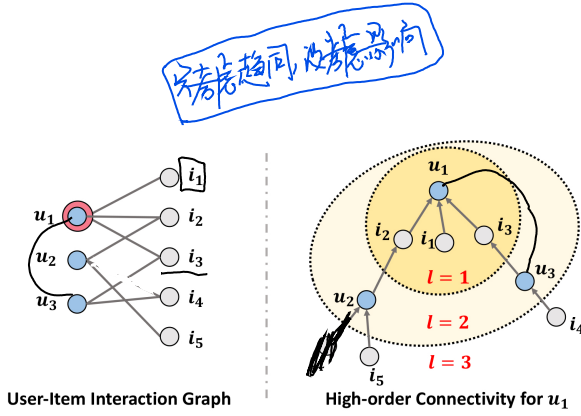 只考虑趋同,没考虑影响
u₁
u₂
u₃
i₁
i₂
i₃
i₄
i₅
User-Item Interaction Graph
u₁
i₂
i₁
i₃
l = 1
u₂
u₃
l = 2
i₄
l = 3
i₅
High-order Connectivity for u₁